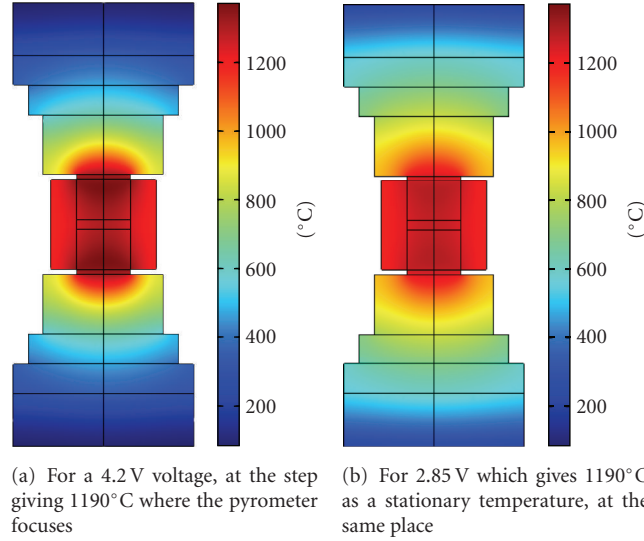 1200
1000
800
600
400
200
(°C)
1200
1000
800
600
400
200
(°C)
(a) For a 4.2 V voltage, at the step
giving 1190°C where the pyrometer
focuses
(b) For 2.85 V which gives 1190°C
as a stationary temperature, at the
same place